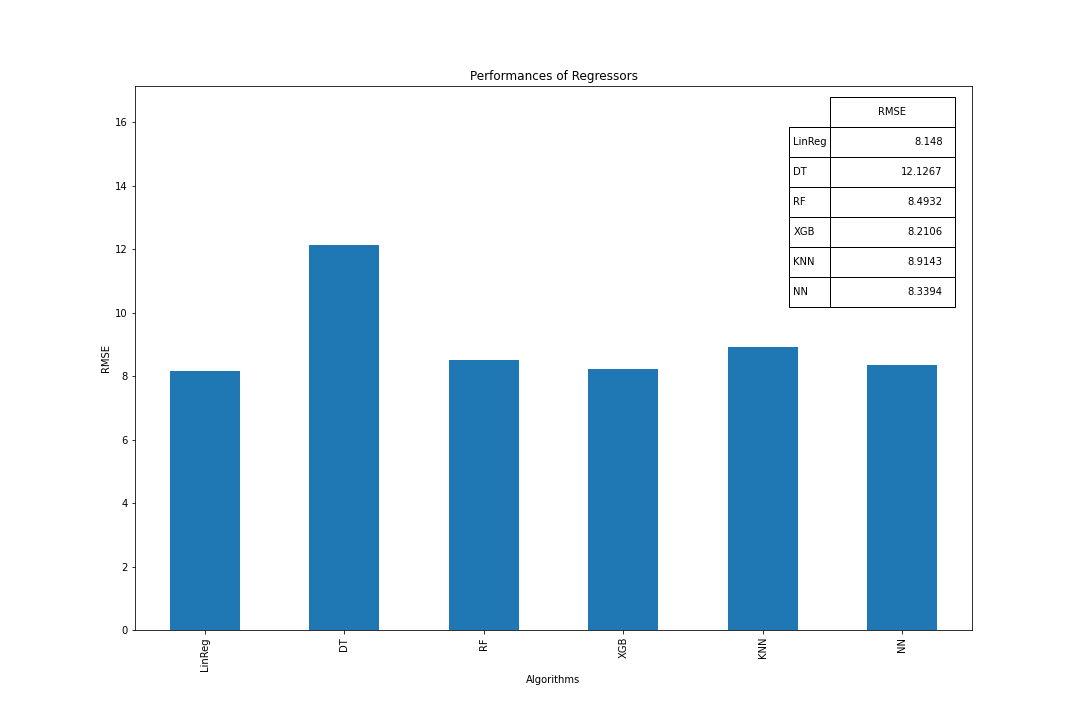 Performances of Regressors
RMSE
LinReg 8.148
DT 12.1267
RF 8.4932
XGB 8.2106
KNN 8.9143
NN 8.3394
16
14
12
10
8
6
4
2
0
RMSE
LinReg DT RF XGB KNN NN
Algorithms